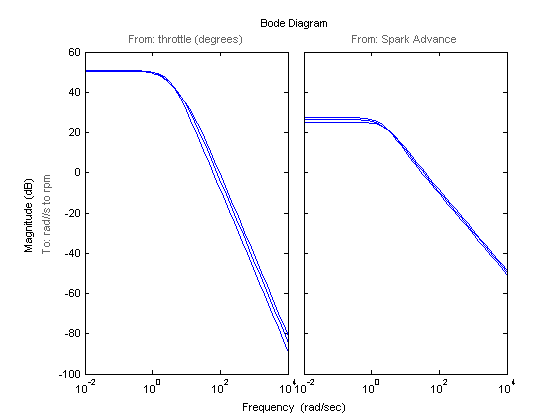 Bode Diagram
From: throttle (degrees)
From: Spark Advance
Magnitude (dB)
To: rad//s to rpm
60
40
20
0
-20
-40
-60
-80
-100
10^-2
10^0
10^2
10^4
10^-2
10^0
10^2
10^4
Frequency (rad/sec)